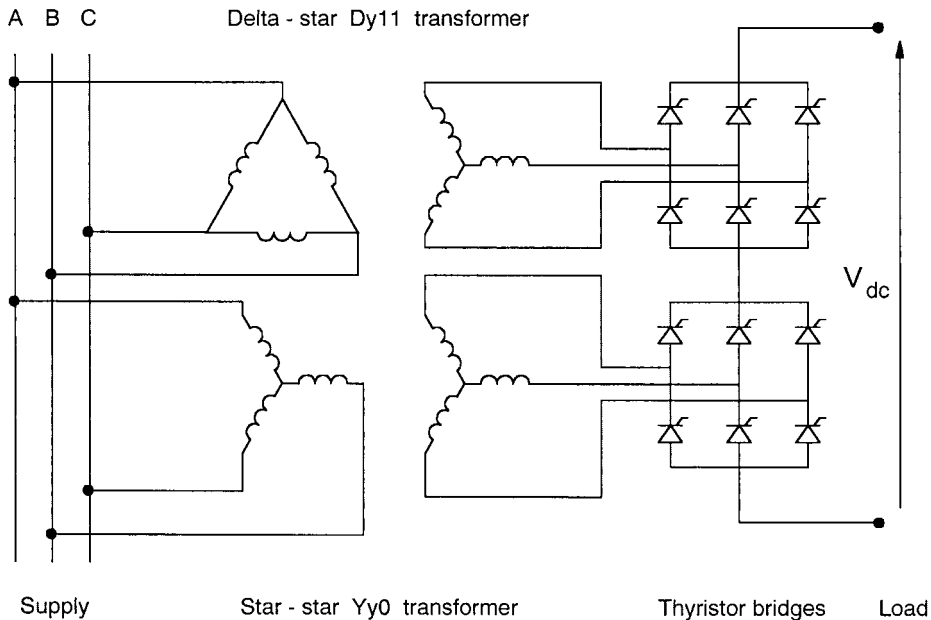 A B C Delta - star Dy11 transformer
V dc
Supply Star - star Yy0 transformer Thyristor bridges Load